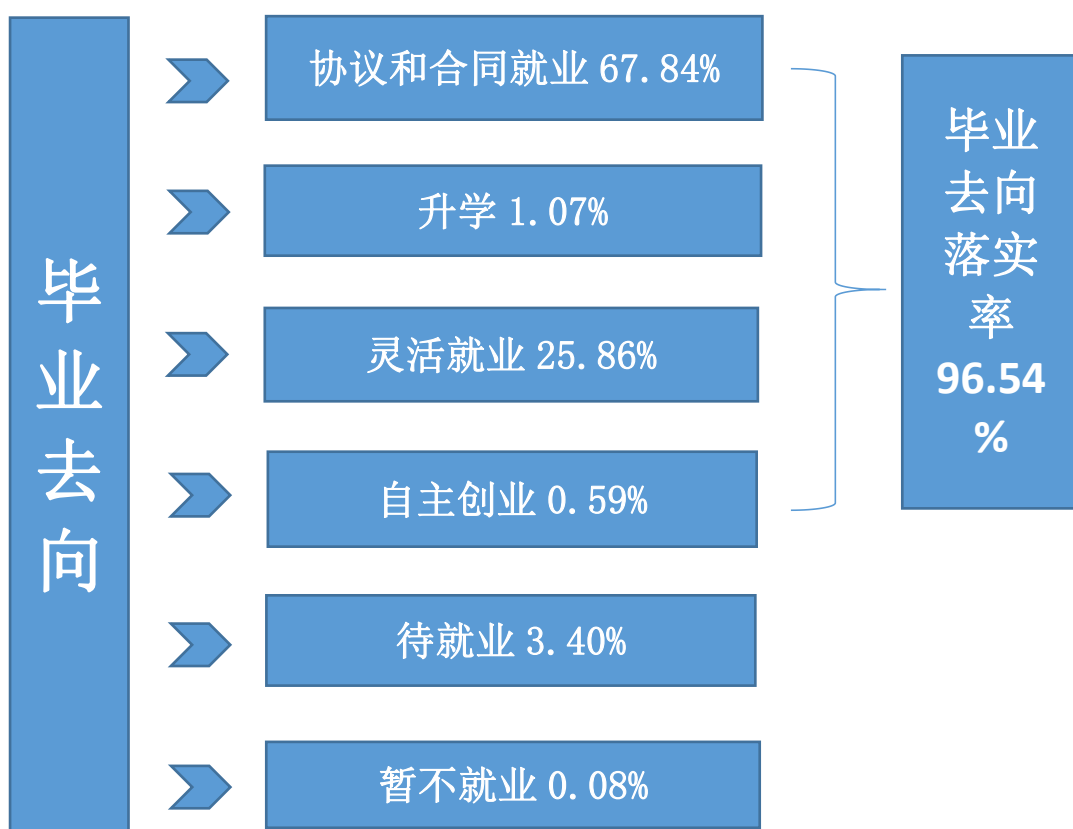 毕
业
去
向
协议和合同就业 67.84%
升学 1.07%
灵活就业 25.86%
自主创业 0.59%
待就业 3.40%
暂不就业 0.08%
毕业
去向
落实
率
96.54
%